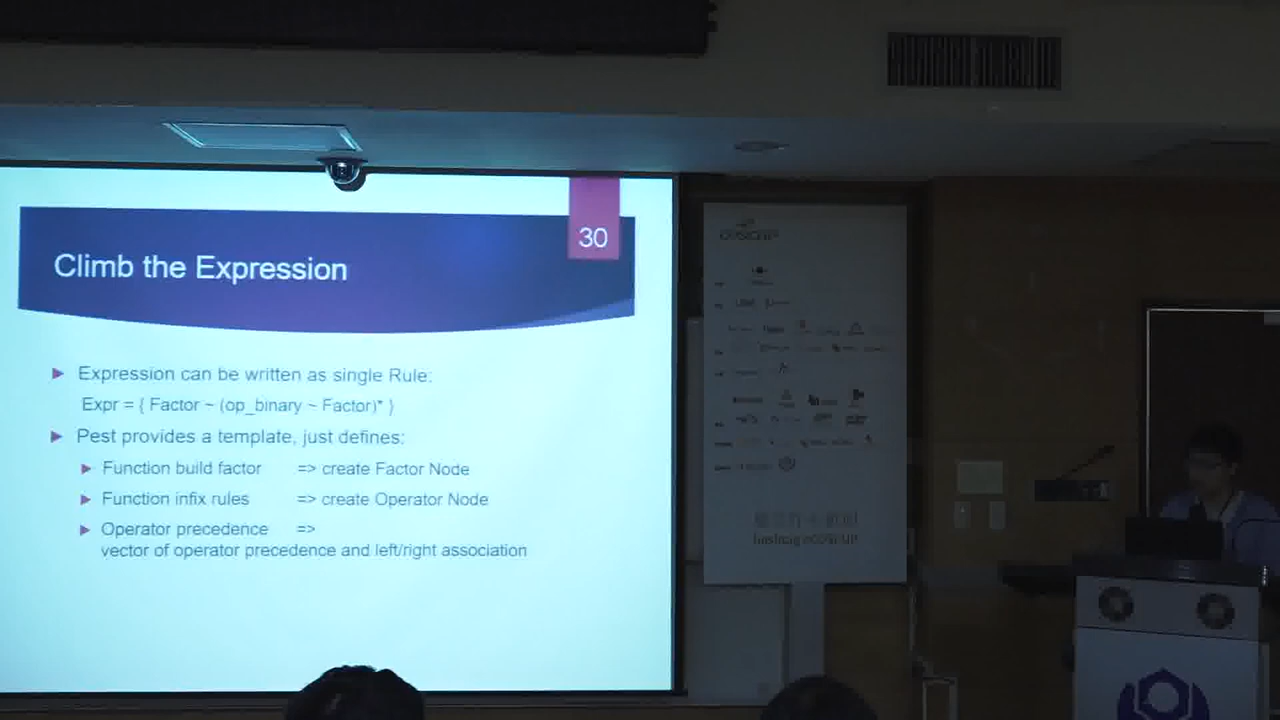 30
Climb the Expression
Expression can be written as single Rule:
Expr = { Factor ~ (op_binary ~ Factor)* }
Pest provides a template, just defines:
Function build factor => create Factor Node
Function infix rules => create Operator Node
Operator precedence =>
vector of operator precedence and left/right association